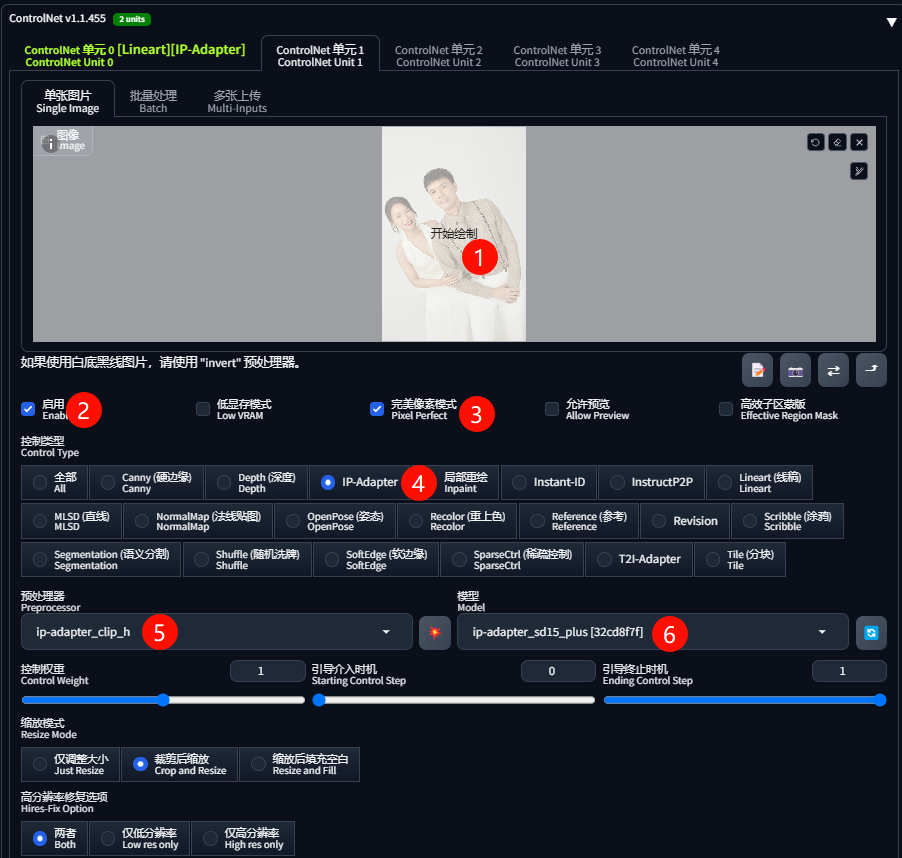 ControlNet v1.1.455 2 units
ControlNet 单元 0 [Lineart][IP-Adapter]
ControlNet Unit 0
ControlNet 单元 1
ControlNet Unit 1
ControlNet 单元 2
ControlNet Unit 2
ControlNet 单元 3
ControlNet Unit 3
ControlNet 单元 4
ControlNet Unit 4
单张图片
Single Image
批量处理
Batch
多张上传
Multi-Inputs
图像
Image
开始绘制
1
如果使用白底黑线图片，请使用 "invert" 预处理器。
启用
Enab
2
低显存模式
Low VRAM
完美像素模式
Pixel Perfect
3
允许预览
Allow Preview
高效子区蒙版
Effective Region Mask
控制类型
Control Type
全部
All
Canny (硬边缘)
Canny
Depth (深度)
Depth
IP-Adapter
4
局部重绘
Inpaint
Instant-ID
InstructP2P
Lineart (线稿)
Lineart
MLSD (直线)
MLSD
NormalMap (法线贴图)
NormalMap
OpenPose (姿态)
OpenPose
Recolor (重上色)
Recolor
Reference (参考)
Reference
Revision
Scribble (涂鸦)
Scribble
Segmentation (语义分割)
Segmentation
Shuffle (随机洗牌)
Shuffle
SoftEdge (软边缘)
SoftEdge
SparseCtrl (稀疏控制)
SparseCtrl
T2I-Adapter
Tile (分块)
Tile
预处理器
Preprocessor
ip-adapter_clip_h
5
模型
Model
ip-adapter_sd15_plus [32cd8f7f]
6
控制权重
Control Weight
1
引导介入时机
Starting Control Step
0
引导终止时机
Ending Control Step
1
缩放模式
Resize Mode
仅调整大小
Just Resize
裁剪后缩放
Crop and Resize
缩放后填充空白
Resize and Fill
高分辨率修复选项
Hires-Fix Option
两者
Both
仅低分辨率
Low res only
仅高分辨率
High res only